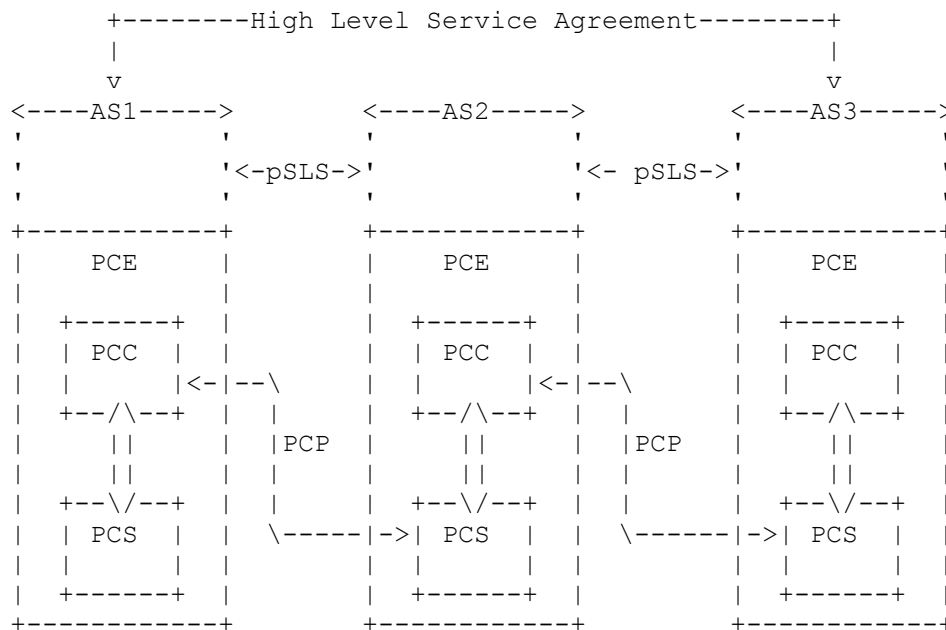 High Level Service Agreement
AS1 AS2 AS3
pSLS pSLS
PCE PCE PCE
PCC PCC PCC
PCP PCP
PCS PCS PCS